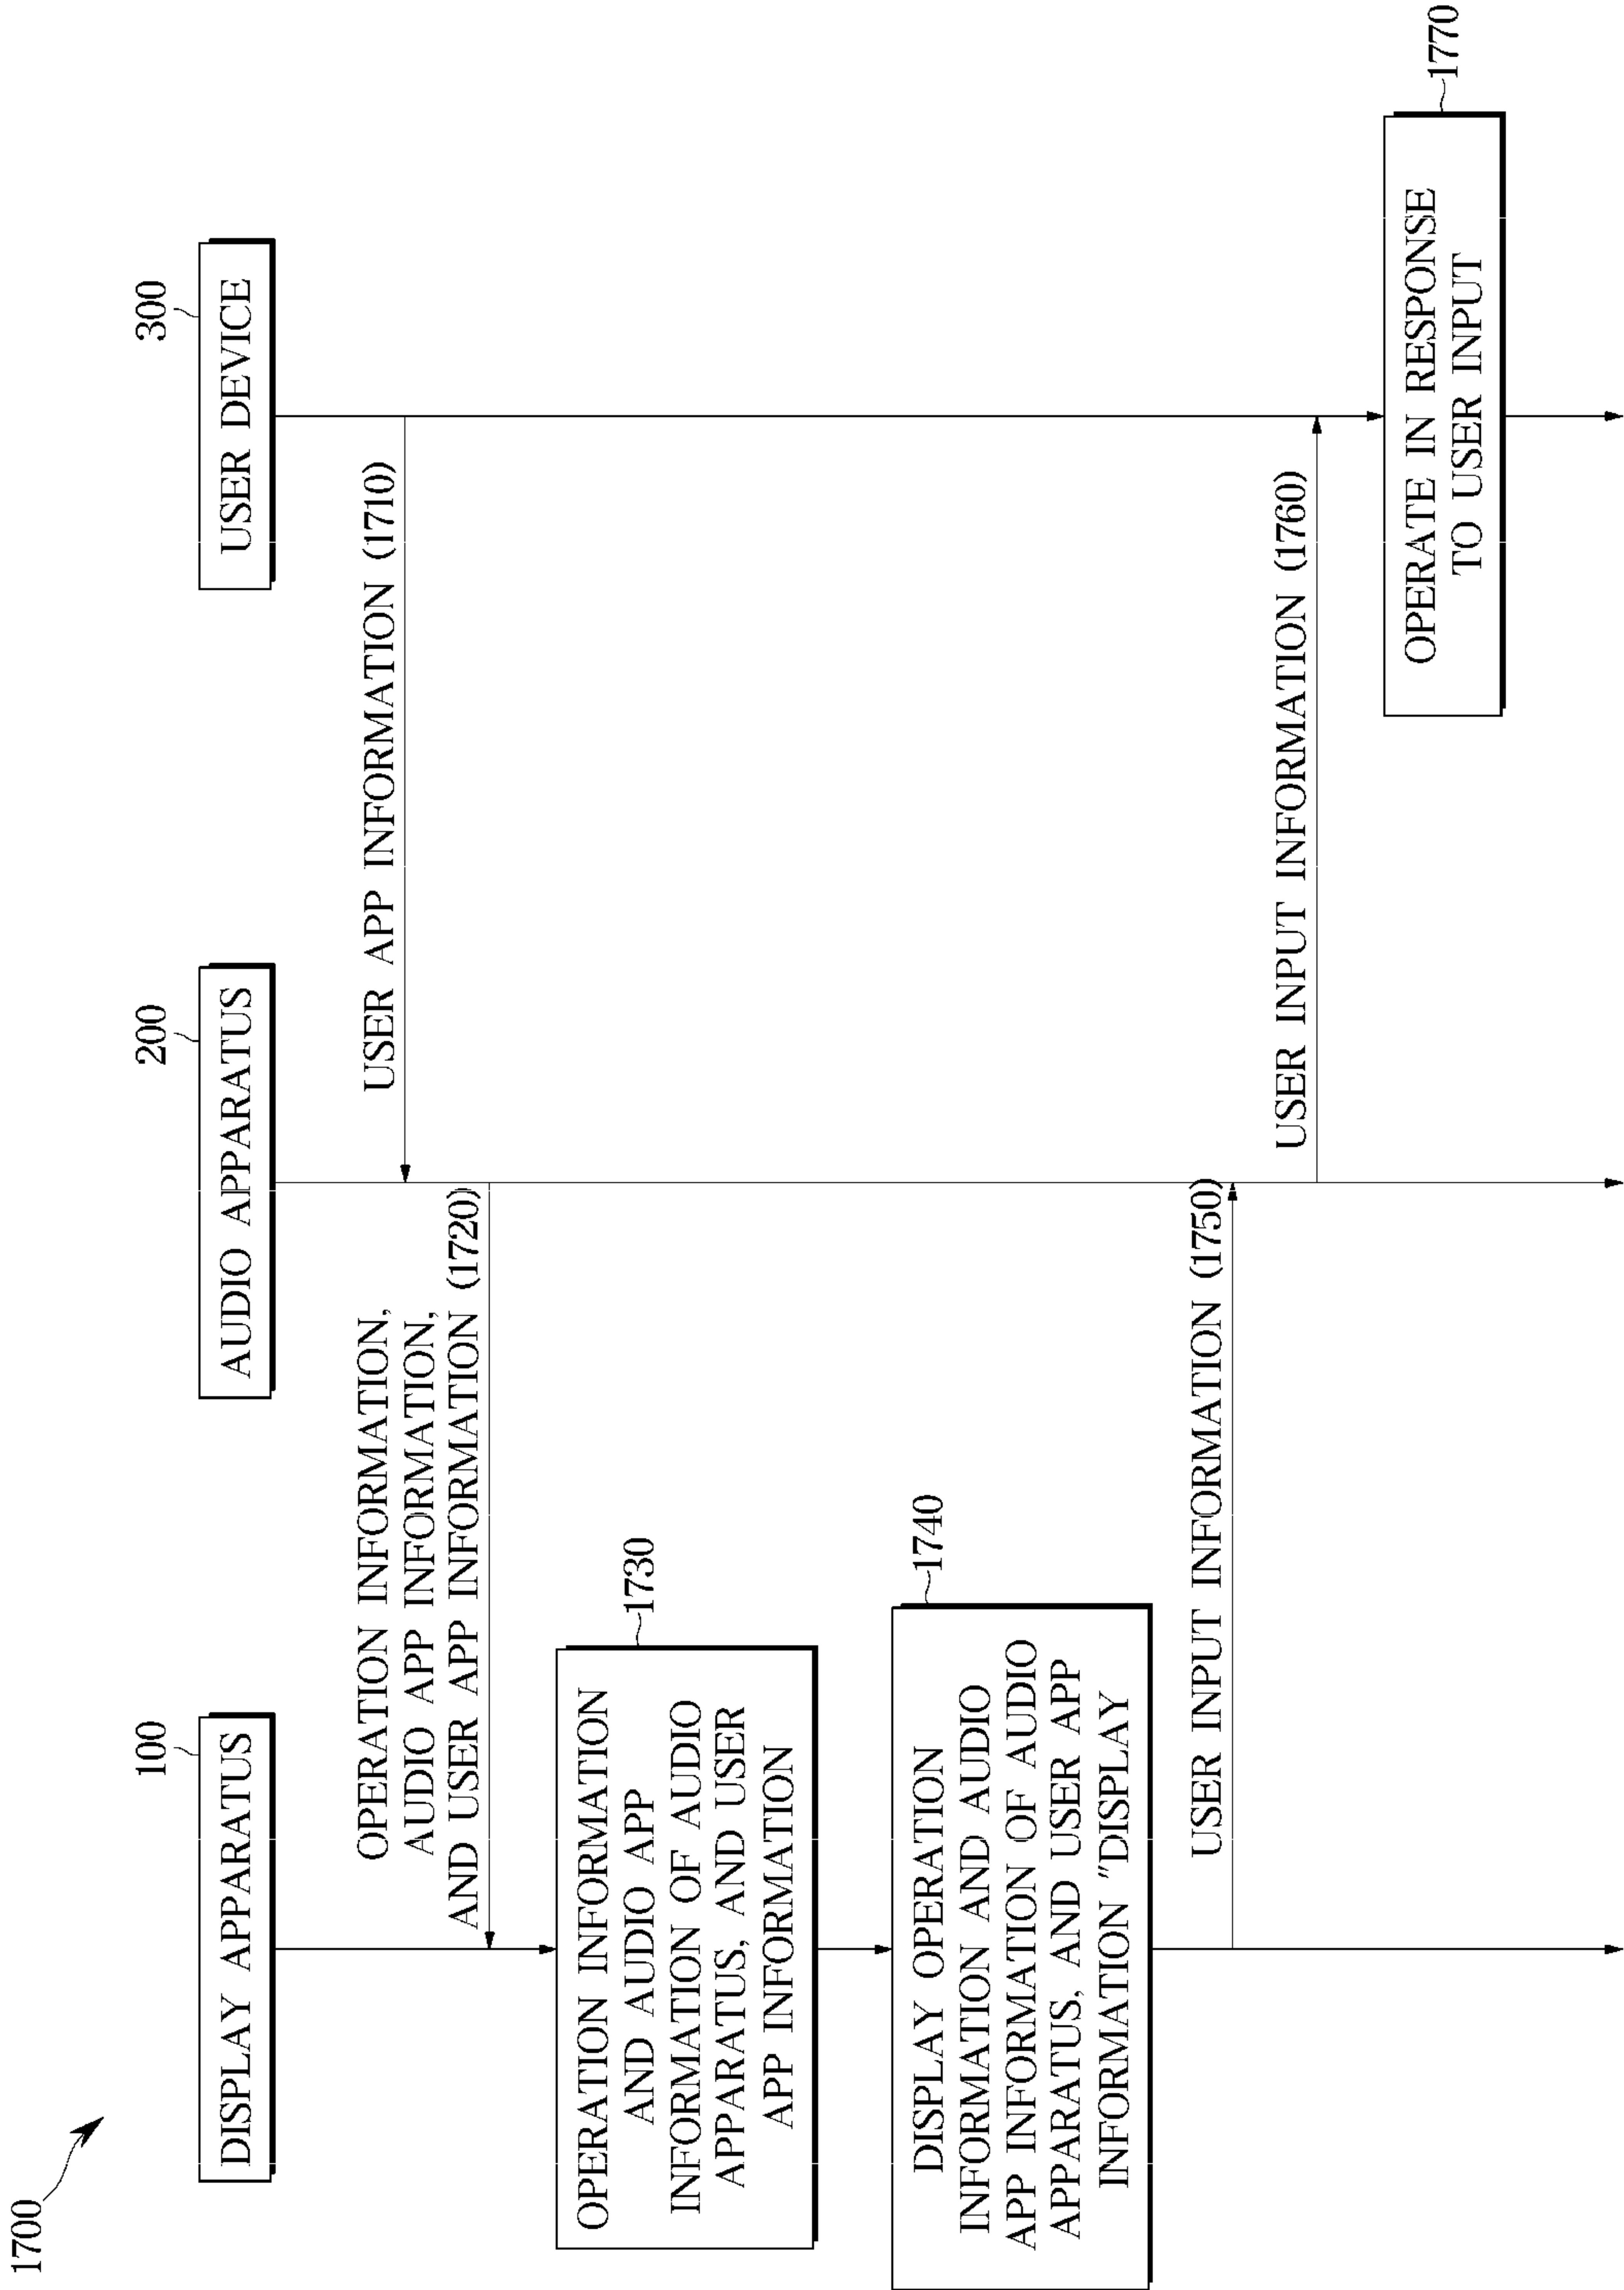 1700
100
200
300
DISPLAY APPARATUS
AUDIO APPARATUS
USER DEVICE
USER APP INFORMATION (1710)
OPERATION INFORMATION,
AUDIO APP INFORMATION,
AND USER APP INFORMATION (1720)
1730
OPERATION INFORMATION
AND AUDIO APP
INFORMATION OF AUDIO
APPARATUS, AND USER
APP INFORMATION
1740
DISPLAY OPERATION
INFORMATION AND AUDIO
APP INFORMATION OF AUDIO
APPARATUS, AND USER APP
INFORMATION "DISPLAY
USER INPUT INFORMATION (1750)
USER INPUT INFORMATION (1760)
1770
OPERATE IN RESPONSE
TO USER INPUT